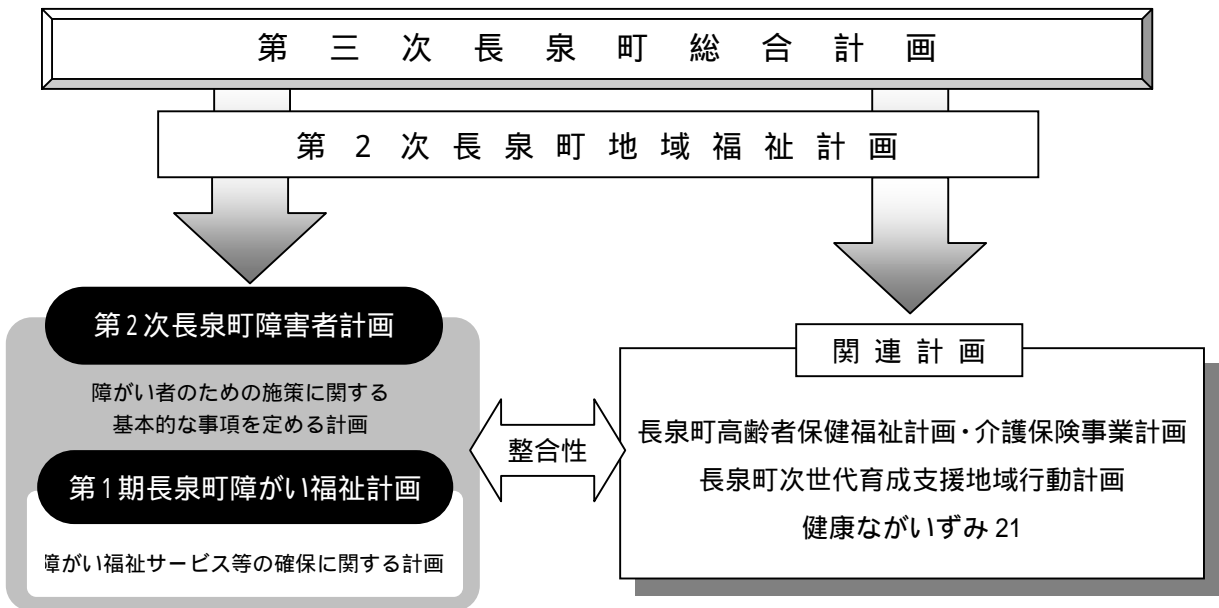 第三次長泉町総合計画
第2次長泉町地域福祉計画
第2次長泉町障害者計画
障がい者のための施策に関する
基本的な事項を定める計画
第1期長泉町障がい福祉計画
障がい福祉サービス等の確保に関する計画
整合性
関連計画
長泉町高齢者保健福祉計画・介護保険事業計画
長泉町次世代育成支援地域行動計画
健康ながいずみ 21